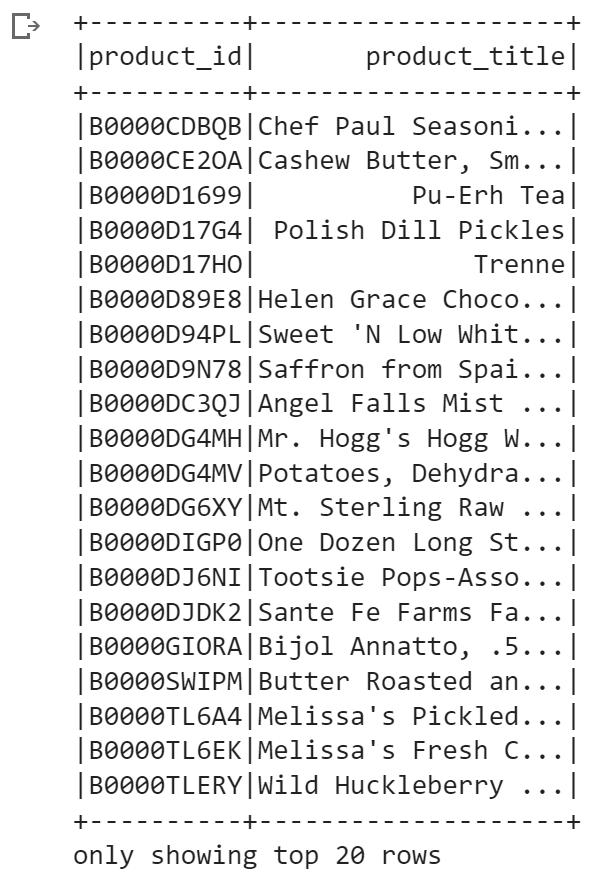 +----------+--------------------+
|product_id|       product_title|
+----------+--------------------+
|B0000CDBQB|Chef Paul Seasoni...|
|B0000CE2OA|Cashew Butter, Sm...|
|B0000D1699|          Pu-Erh Tea|
|B0000D17G4| Polish Dill Pickles|
|B0000D17HO|              Trenne|
|B0000D89E8|Helen Grace Choco...|
|B0000D94PL|Sweet 'N Low Whit...|
|B0000D9N78|Saffron from Spai...|
|B0000DC3QJ|Angel Falls Mist ...|
|B0000DG4MH|Mr. Hogg's Hogg W...|
|B0000DG4MV|Potatoes, Dehydra...|
|B0000DG6XY|Mt. Sterling Raw ...|
|B0000DIGP0|One Dozen Long St...|
|B0000DJ6NI|Tootsie Pops-Asso...|
|B0000DJDK2|Sante Fe Farms Fa...|
|B0000GIORA|Bijol Annatto, .5...|
|B0000SWIPM|Butter Roasted an...|
|B0000TL6A4|Melissa's Pickled...|
|B0000TL6EK|Melissa's Fresh C...|
|B0000TLERY|Wild Huckleberry ...|
+----------+--------------------+
only showing top 20 rows